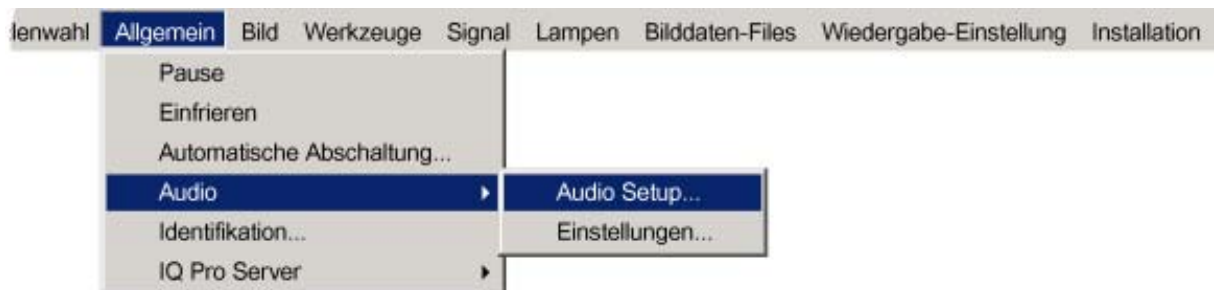 lenwahl Allgemein Bild Werkzeuge Signal Lampen Bilddaten-Files Wiedergabe-Einstellung Installation
Pause
Einfrieren
Automatische Abschaltung...
Audio
Audio Setup...
Identifikation...
Einstellungen...
IQ Pro Server